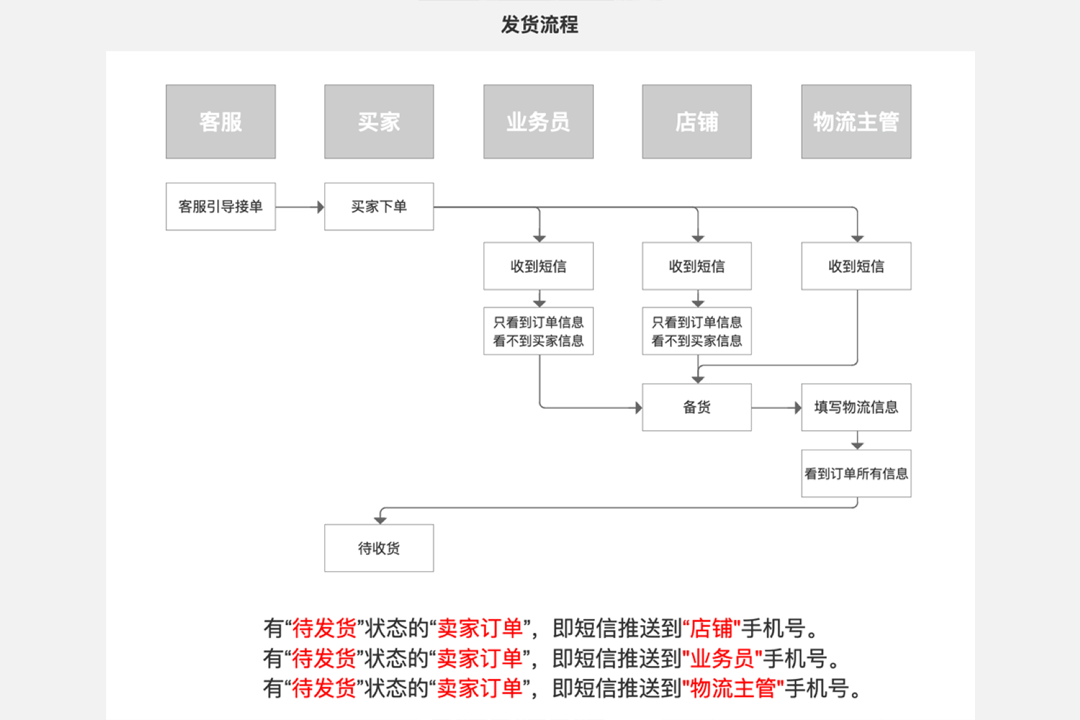 发货流程
客服
买家
业务员
店铺
物流主管
客服引导接单
买家下单
收到短信
收到短信
收到短信
只看到订单信息
看不到买家信息
只看到订单信息
看不到买家信息
备货
填写物流信息
看到订单所有信息
待收货
有“待发货”状态的“卖家订单”，即短信推送到“店铺"手机号。
有“待发货”状态的“卖家订单”，即短信推送到"业务员"手机号。
有“待发货”状态的“卖家订单”，即短信推送到"物流主管"手机号。